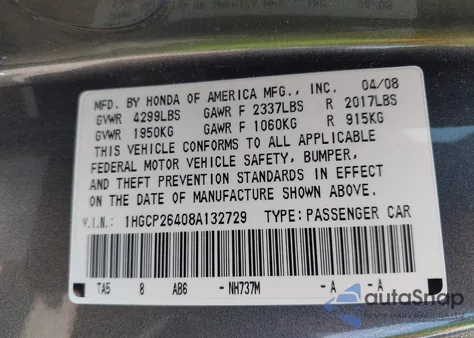 MFD. BY HONDA OF AMERICA MFG., INC. 04/08
GVWR 4299LBS GAWR F 2337LBS R 2017LBS
GVWR 1950KG GAWR F 1060KG R 915KG
THIS VEHICLE CONFORMS TO ALL APPLICABLE
FEDERAL MOTOR VEHICLE SAFETY, BUMPER,
AND THEFT PREVENTION STANDARDS IN EFFECT
ON THE DATE OF MANUFACTURE SHOWN ABOVE.
V.I.N.: 1HGCP26408A132729 TYPE: PASSENGER CAR
TA5 0 AB6 - NH737M - A - A
autoSnap